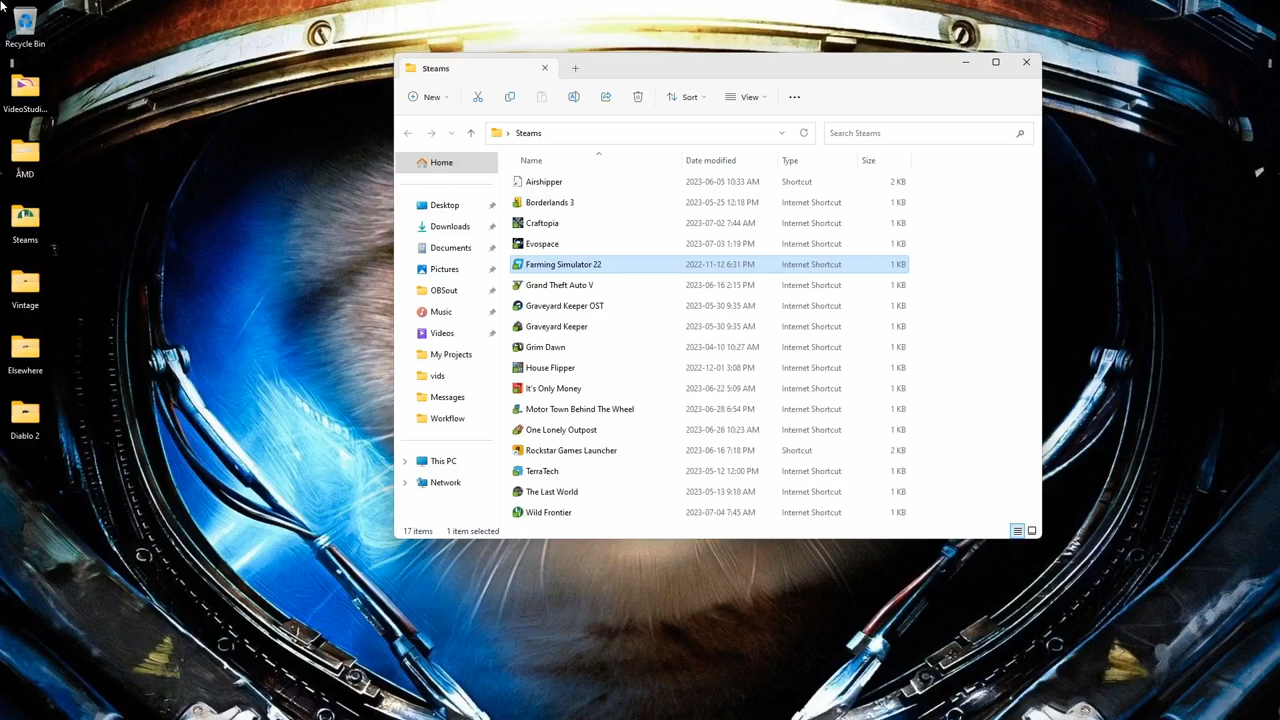 Recycle Bin
VideoStudi...
ÅMD
Steams
Vintage
Elsewhere
Diablo 2
Steams
New
Sort
View
Steams
Search Steams
Home
Desktop
Downloads
Documents
Pictures
OBSout
Music
Videos
My Projects
vids
Messages
Workflow
This PC
Network
Name Date modified Type Size
Airshipper 2023-06-05 10:33 AM Shortcut 2 KB
Borderlands 3 2023-05-25 12:18 PM Internet Shortcut 1 KB
Craftopia 2023-07-02 7:44 AM Internet Shortcut 1 KB
Evospace 2023-07-03 1:19 PM Internet Shortcut 1 KB
Farming Simulator 22 2022-11-12 6:31 PM Internet Shortcut 1 KB
Grand Theft Auto V 2023-06-16 2:15 PM Internet Shortcut 1 KB
Graveyard Keeper OST 2023-05-30 9:35 AM Internet Shortcut 1 KB
Graveyard Keeper 2023-05-30 9:35 AM Internet Shortcut 1 KB
Grim Dawn 2023-04-10 10:27 AM Internet Shortcut 1 KB
House Flipper 2022-12-01 3:08 PM Internet Shortcut 1 KB
It's Only Money 2023-06-22 5:09 AM Internet Shortcut 1 KB
Motor Town Behind The Wheel 2023-06-28 6:54 PM Internet Shortcut 1 KB
One Lonely Outpost 2023-06-26 10:23 AM Internet Shortcut 1 KB
Rockstar Games Launcher 2023-06-16 7:18 PM Shortcut 2 KB
TerraTech 2023-05-12 12:00 PM Internet Shortcut 1 KB
The Last World 2023-05-13 9:18 AM Internet Shortcut 1 KB
Wild Frontier 2023-07-04 7:45 AM Internet Shortcut 1 KB
17 items 1 item selected